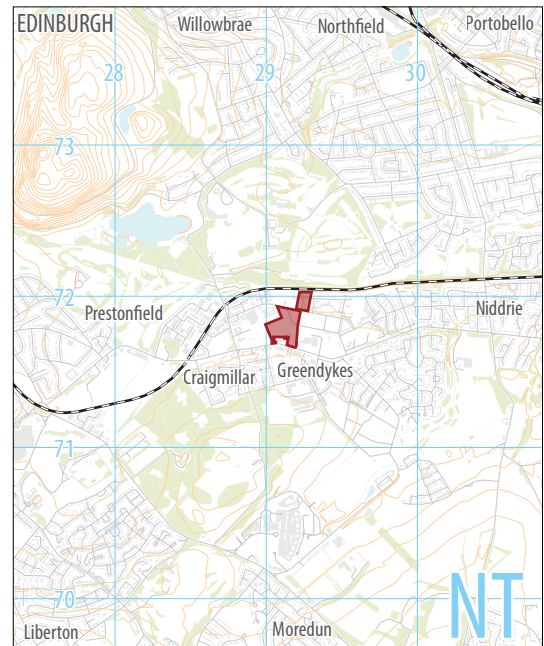 EDINBURGH
Willowbrae
Northfield
Portobello
28
29
30
73
72
Prestonfield
Niddrie
Craigmillar
Greendykes
71
70
NT
Liberton
Moredun